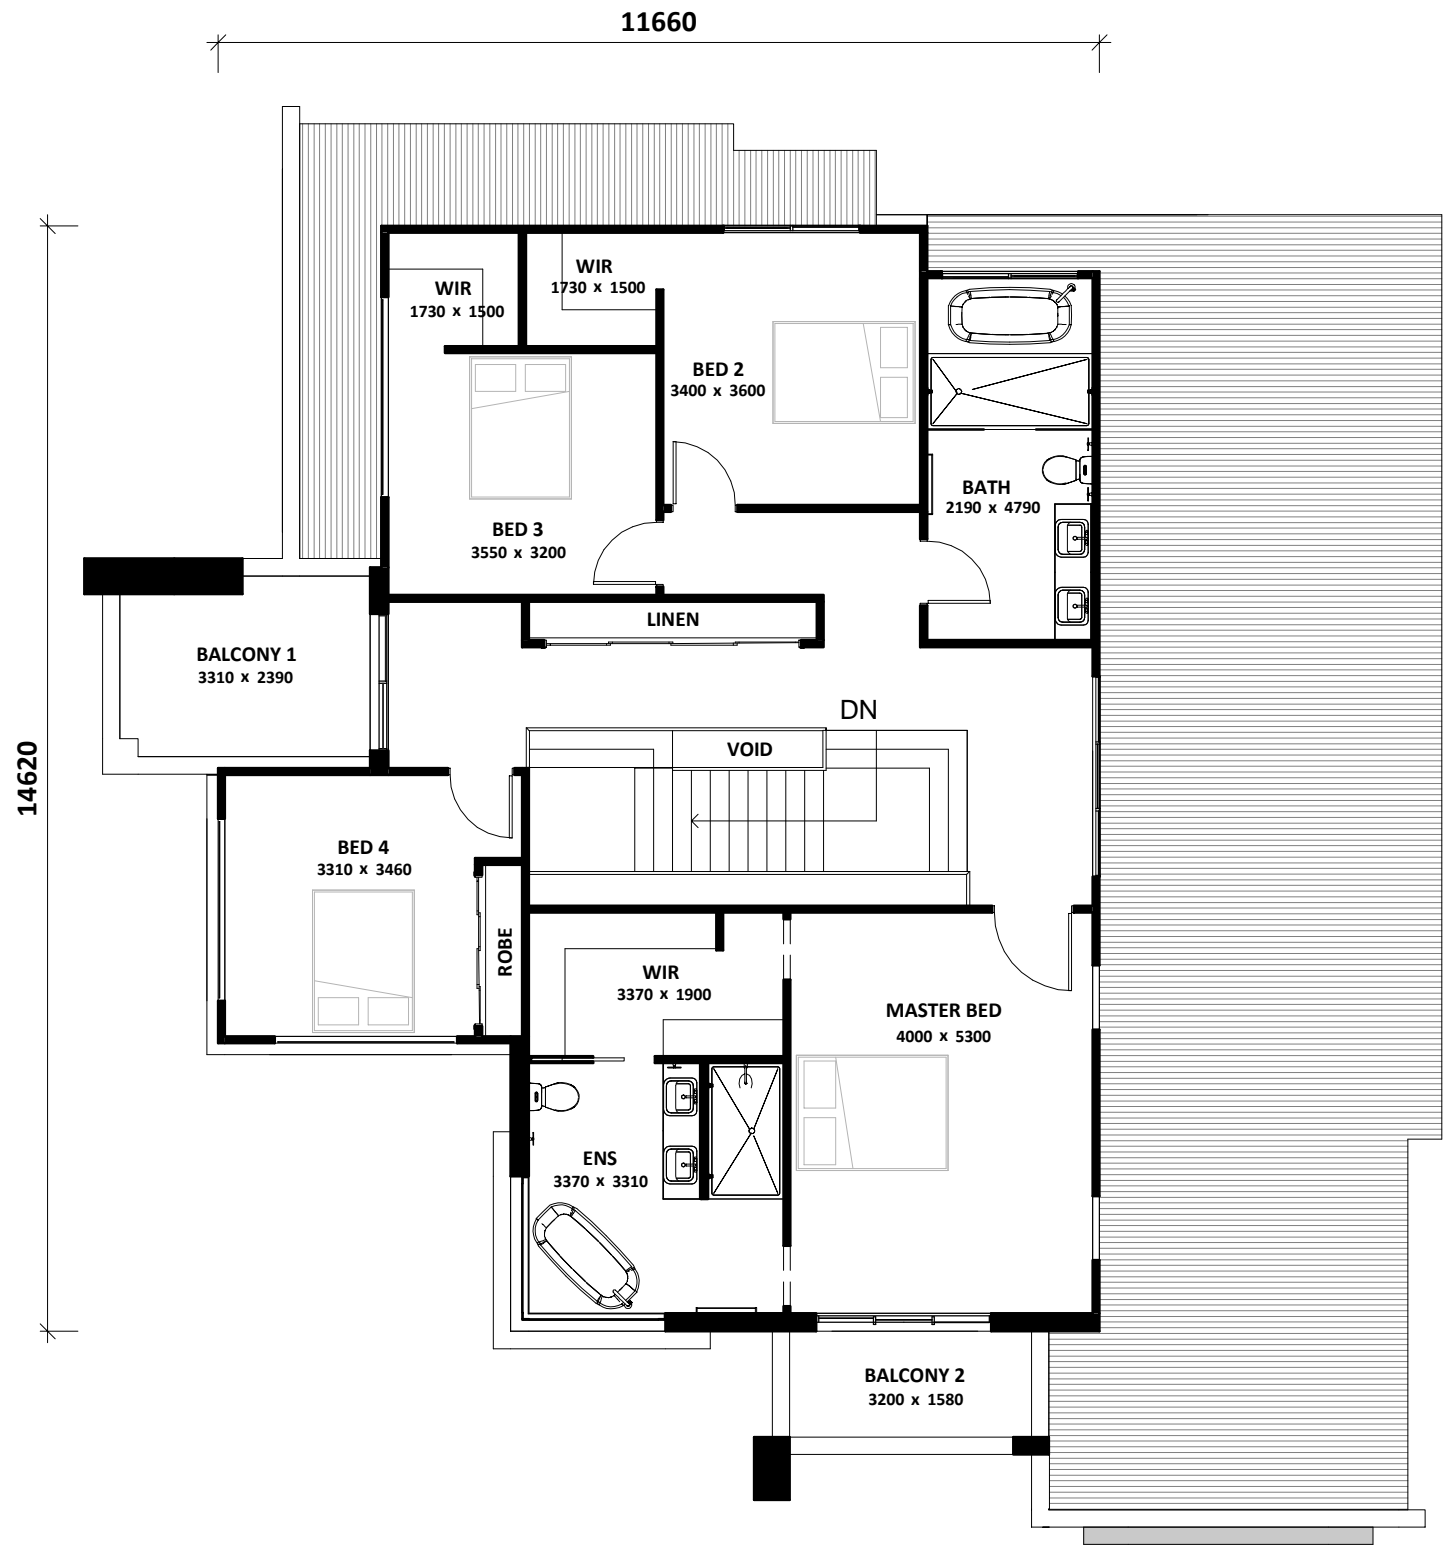 11660
WIR
1730 x 1500
WIR
1730 x 1500
BED 2
3400 x 3600
BATH
2190 x 4790
BED 3
3550 x 3200
LINEN
BALCONY 1
3310 x 2390
DN
VOID
14620
BED 4
3310 x 3460
ROBE
WIR
3370 x 1900
MASTER BED
4000 x 5300
ENS
3370 x 3310
BALCONY 2
3200 x 1580